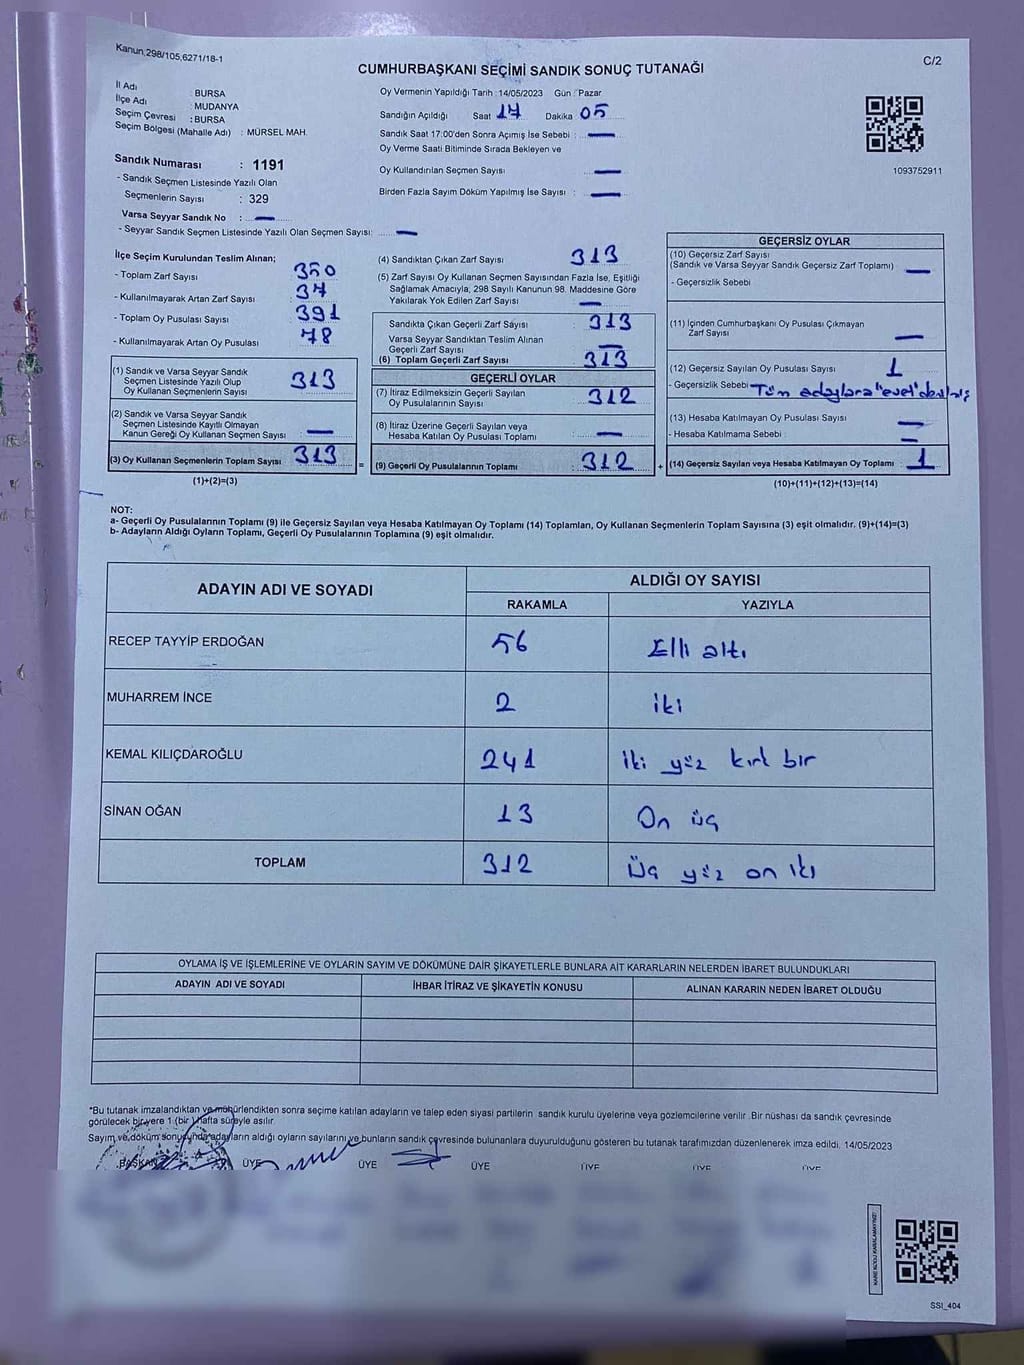 Kanun,298/105,6271/18-1
CUMHURBAŞKANI SEÇİMİ SANDIK SONUÇ TUTANAĞI
C/2
İl Adı : BURSA
İlçe Adı : MUDANYA
Seçim Çevresi : BURSA
Seçim Bölgesi (Mahalle Adı) : MÜRSEL MAH.
Sandık Numarası : 1191
- Sandık Seçmen Listesinde Yazılı Olan
Seçmenlerin Sayısı : 329
Varsa Seyyar Sandık No : —
- Seyyar Sandık Seçmen Listesinde Yazılı Olan Seçmen Sayısı: —
Oy Vermenin Yapıldığı Tarih :14/05/2023 Gün : Pazar
Sandığın Açıldığı Saat 17 Dakika 05
Sandık Saat 17:00'den Sonra Açımış İse Sebebi : —
Oy Verme Saati Bitiminde Sırada Bekleyen ve
Oy Kullandırılan Seçmen Sayısı : —
Birden Fazla Sayım Döküm Yapılmış İse Sayısı : —
1093752911
İlçe Seçim Kurulundan Teslim Alınan;
- Toplam Zarf Sayısı : 350
- Kullanılmayarak Artan Zarf Sayısı : 37
- Toplam Oy Pusulası Sayısı : 391
- Kullanılmayarak Artan Oy Pusulası : 78
(1) Sandık ve Varsa Seyyar Sandık
Seçmen Listesinde Yazılı Olup
Oy Kullanan Seçmenlerin Sayısı : 313
(2) Sandık ve Varsa Seyyar Sandık
Seçmen Listesinde Kayıtlı Olmayan
Kanun Gereği Oy Kullanan Seçmen Sayısı : —
(3) Oy Kullanan Seçmenlerin Toplam Sayısı : 313
(1)+(2)=(3)
(4) Sandıktan Çıkan Zarf Sayısı : 313
(5) Zarf Sayısı Oy Kullanan Seçmen Sayısından Fazla İse, Eşitliği
Sağlamak Amacıyla, 298 Sayılı Kanunun 98. Maddesine Göre
Yakılarak Yok Edilen Zarf Sayısı : —
Sandıkta Çıkan Geçerli Zarf Sayısı : 313
Varsa Seyyar Sandıktan Teslim Alınan
Geçerli Zarf Sayısı : —
(6) Toplam Geçerli Zarf Sayısı : 313
GEÇERLİ OYLAR
(7) İtiraz Edilmeksizin Geçerli Sayılan
Oy Pusulalarının Sayısı : 312
(8) İtiraz Üzerine Geçerli Sayılan veya
Hesaba Katılan Oy Pusulası Toplamı : —
= (9) Geçerli Oy Pusulalarının Toplamı : 312
GEÇERSİZ OYLAR
(10) Geçersiz Zarf Sayısı
(Sandık ve Varsa Seyyar Sandık Geçersiz Zarf Toplamı) —
- Geçersizlik Sebebi
(11) İçinden Cumhurbaşkanı Oy Pusulası Çıkmayan
Zarf Sayısı —
(12) Geçersiz Sayılan Oy Pusulası Sayısı 1
- Geçersizlik Sebebi Tüm adaylara "evet" denilmiş
(13) Hesaba Katılmayan Oy Pusulası Sayısı —
- Hesaba Katılmama Sebebi —
+ (14) Geçersiz Sayılan veya Hesaba Katılmayan Oy Toplamı 1
(10)+(11)+(12)+(13)=(14)
NOT:
a- Geçerli Oy Pusulalarının Toplamı (9) ile Geçersiz Sayılan veya Hesaba Katılmayan Oy Toplamı (14) Toplamları, Oy Kullanan Seçmenlerin Toplam Sayısına (3) eşit olmalıdır. (9)+(14)=(3)
b- Adayların Aldığı Oyların Toplamı, Geçerli Oy Pusulalarının Toplamına (9) eşit olmalıdır.
ADAYIN ADI VE SOYADI
ALDIĞI OY SAYISI
RAKAMLA YAZIYLA
RECEP TAYYİP ERDOĞAN 56 Elli altı
MUHARREM İNCE 2 iki
KEMAL KILIÇDAROĞLU 241 iki yüz kırk bir
SİNAN OĞAN 13 On üç
TOPLAM 312 Üç yüz on iki
OYLAMA İŞ VE İŞLEMLERİNE VE OYLARIN SAYIM VE DÖKÜMÜNE DAİR ŞİKAYETLERLE BUNLARA AİT KARARLARIN NELERDEN İBARET BULUNDUKLARI
ADAYIN ADI VE SOYADI İHBAR İTİRAZ VE ŞİKAYETİN KONUSU ALINAN KARARIN NEDEN İBARET OLDUĞU
*Bu tutanak imzalandıktan ve mühürlendikten sonra seçime katılan adayların ve talep eden siyasi partilerin sandık kurulu üyelerine veya gözlemcilerine verilir .Bir nüshası da sandık çevresinde
görülecek bir yere 1 (bir ) hafta süreyle asılır.
Sayım ve döküm sonucunda adayların aldığı oyların sayılarını ve bunların sandık çevresinde bulunanlara duyurulduğunu gösteren bu tutanak tarafımızdan düzenlenerek imza edildi. 14/05/2023
BAŞKAN ÜYE ÜYE ÜYE ÜYE ÜYE ÜYE
KARE KODU KARALAMAYINIZ!
SSI_404